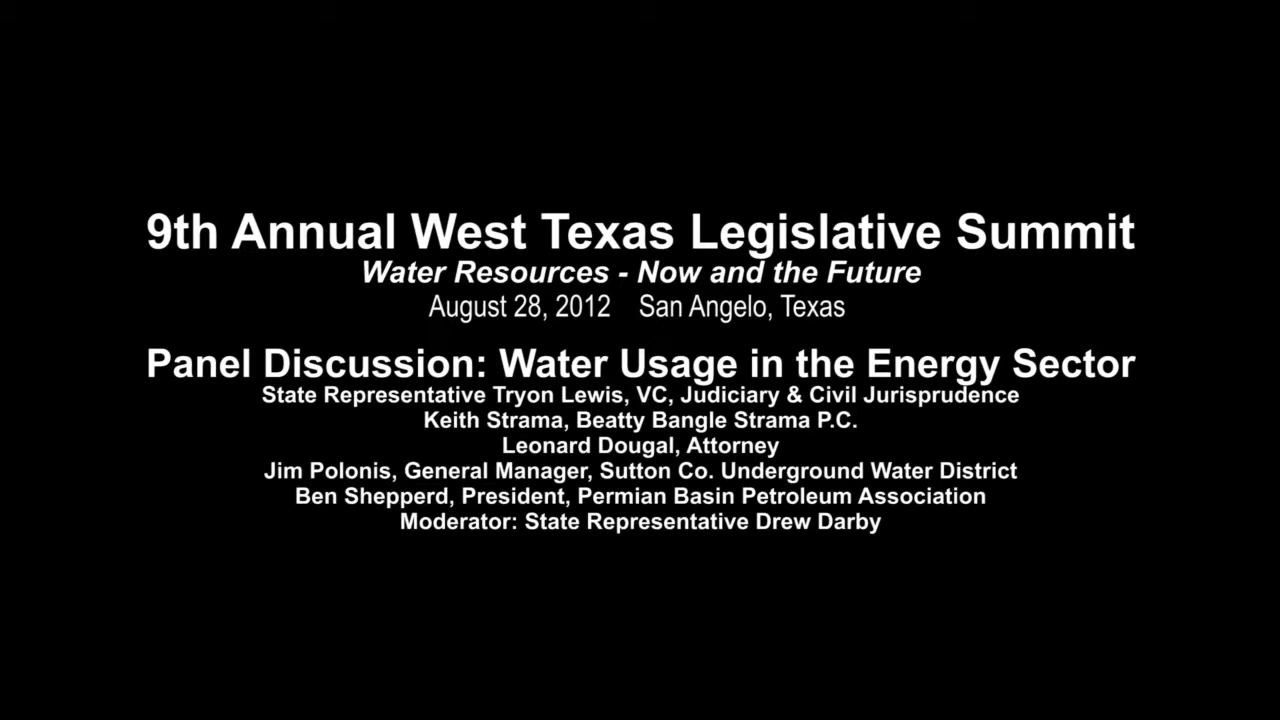 9th Annual West Texas Legislative Summit
Water Resources - Now and the Future
August 28, 2012 San Angelo, Texas
Panel Discussion: Water Usage in the Energy Sector
State Representative Tryon Lewis, VC, Judiciary & Civil Jurisprudence
Keith Strama, Beatty Bangle Strama P.C.
Leonard Dougal, Attorney
Jim Polonis, General Manager, Sutton Co. Underground Water District
Ben Shepperd, President, Permian Basin Petroleum Association
Moderator: State Representative Drew Darby